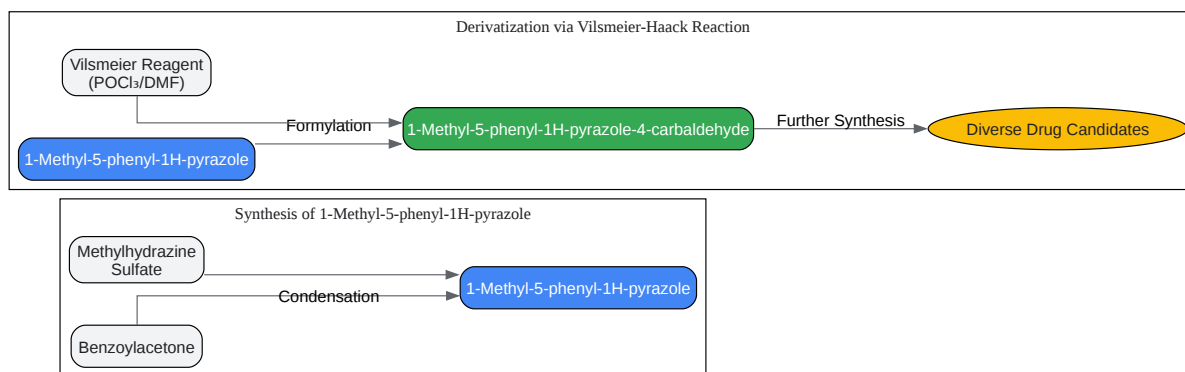 Derivatization via Vilsmeier-Haack Reaction
Vilsmeier Reagent
(POCl₃/DMF)
Formylation
1-Methyl-5-phenyl-1H-pyrazole
1-Methyl-5-phenyl-1H-pyrazole-4-carbaldehyde
Further Synthesis
Diverse Drug Candidates
Synthesis of 1-Methyl-5-phenyl-1H-pyrazole
Methylhydrazine
Sulfate
Condensation
Benzoylacetone
1-Methyl-5-phenyl-1H-pyrazole